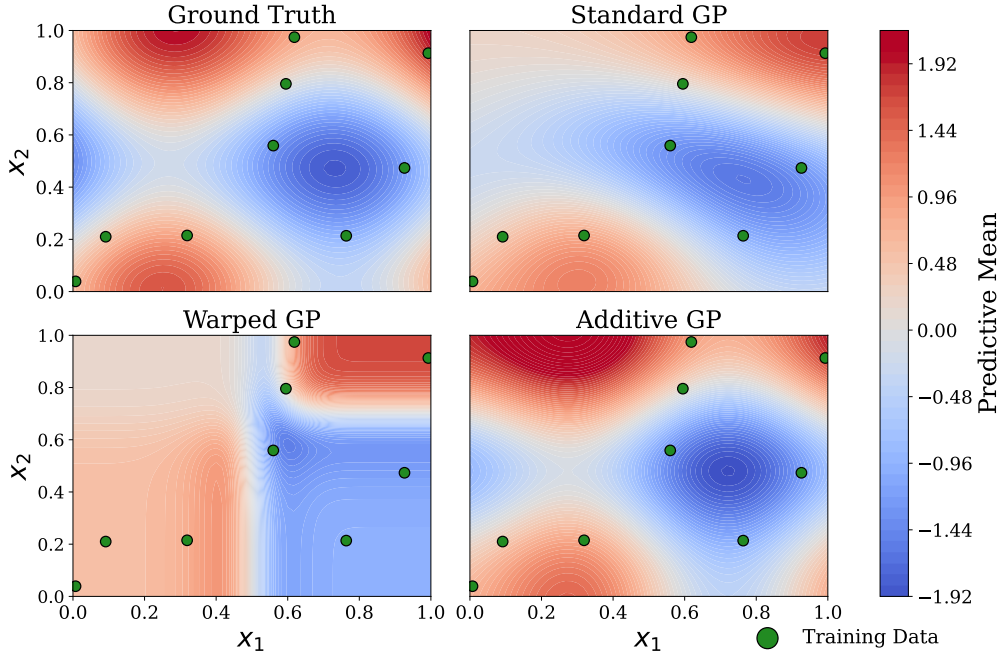 Ground Truth
Standard GP
1.0
0.8
0.6
0.4
0.2
0.0
x2
Warped GP
Additive GP
1.0
0.8
0.6
0.4
0.2
0.0
x2
0.0 0.2 0.4 0.6 0.8 1.0
x1
0.0 0.2 0.4 0.6 0.8 1.0
x1
1.92
1.44
0.96
0.48
0.00
−0.48
−0.96
−1.44
−1.92
Predictive Mean
Training Data